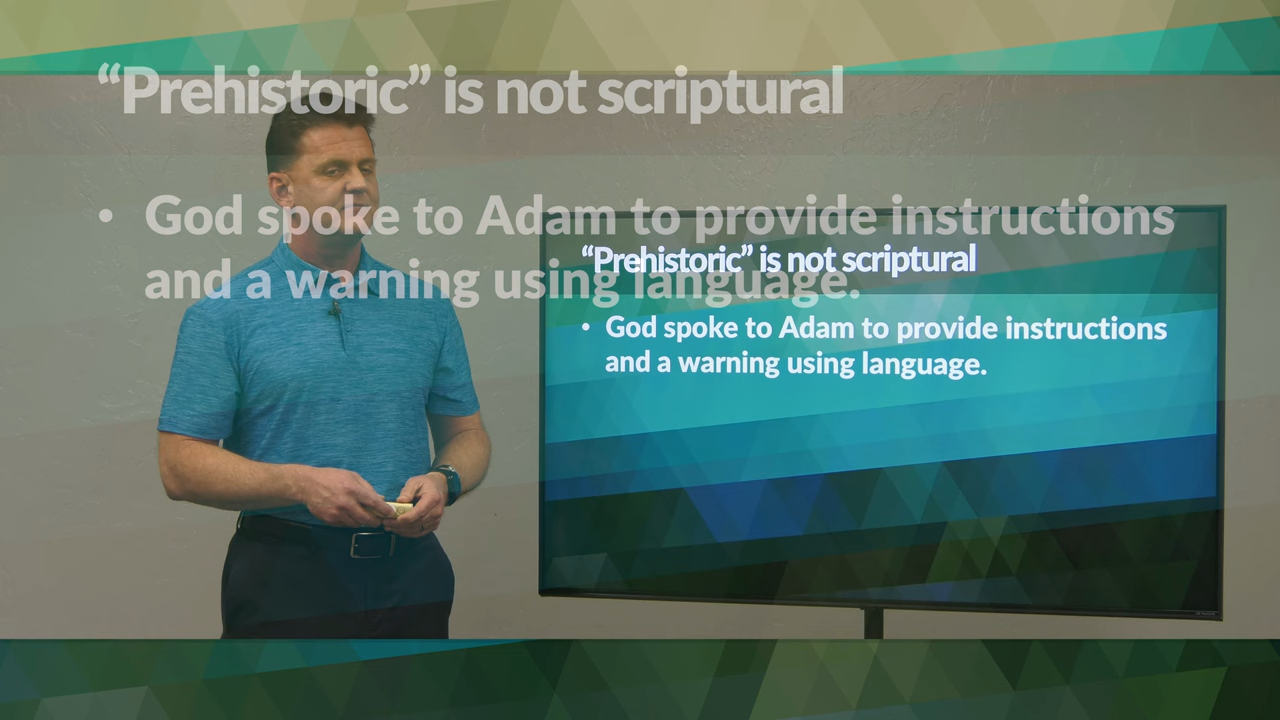 “Prehistoric” is not scriptural
• God spoke to Adam to provide instructions
and a warning using language.
“Prehistoric” is not scriptural
• God spoke to Adam to provide instructions
and a warning using language.